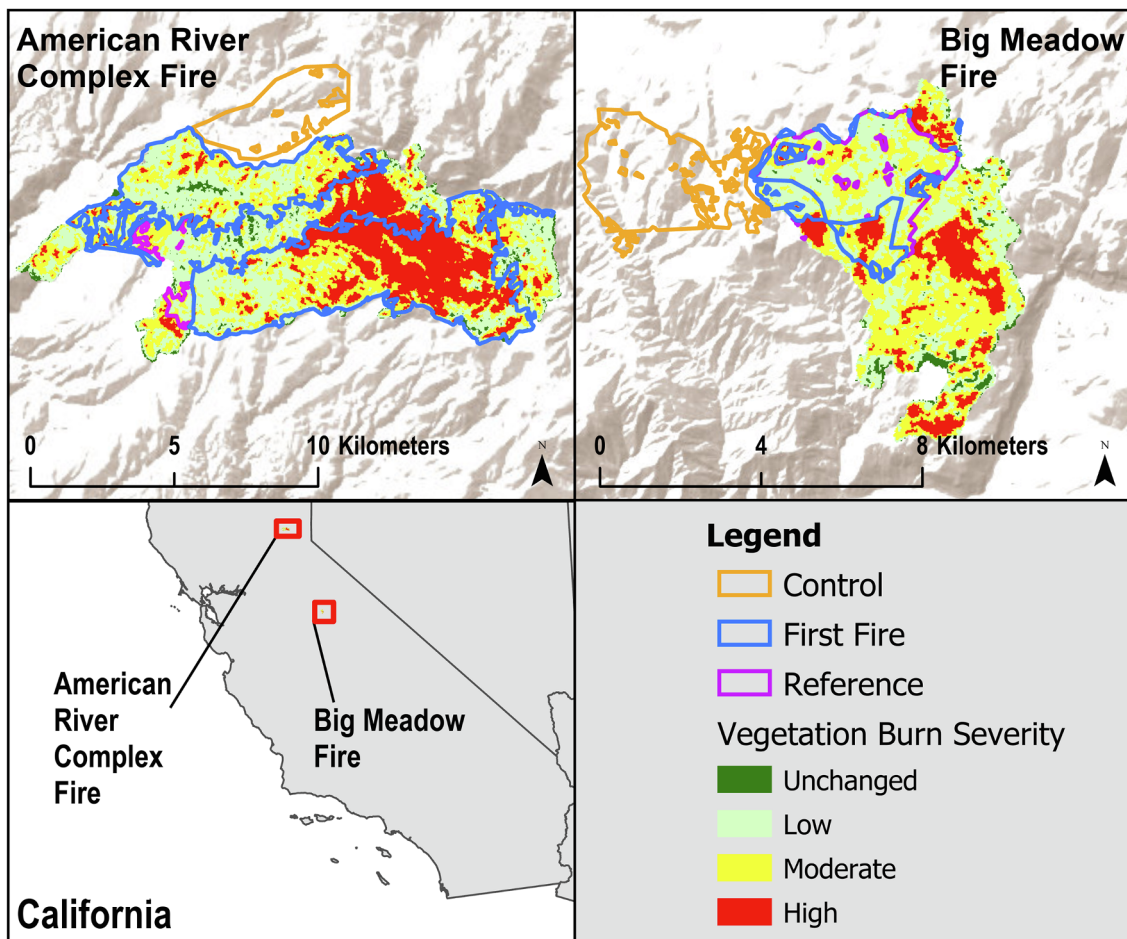 American River
Complex Fire
0 5 10 Kilometers
N
Big Meadow
Fire
0 4 8 Kilometers
N
American
River
Complex
Fire
Big Meadow
Fire
California
Legend
Control
First Fire
Reference
Vegetation Burn Severity
Unchanged
Low
Moderate
High